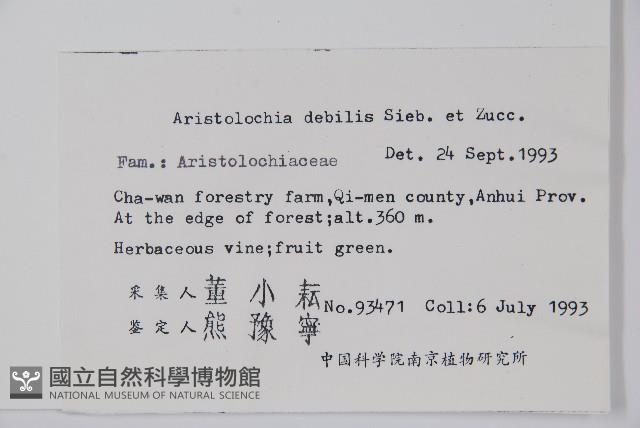 Aristolochia debilis Sieb. et Zucc.
Fam.: Aristolochiaceae Det. 24 Sept.1993
Cha-wan forestry farm,Qi-men county,Anhui Prov.
At the edge of forest;alt.360 m.
Herbaceous vine;fruit green.
采集人 董小耘 No.93471 Coll:6 July 1993
鉴定人 熊豫寧
中国科学院南京植物研究所
國立自然科學博物館
NATIONAL MUSEUM OF NATURAL SCIENCE